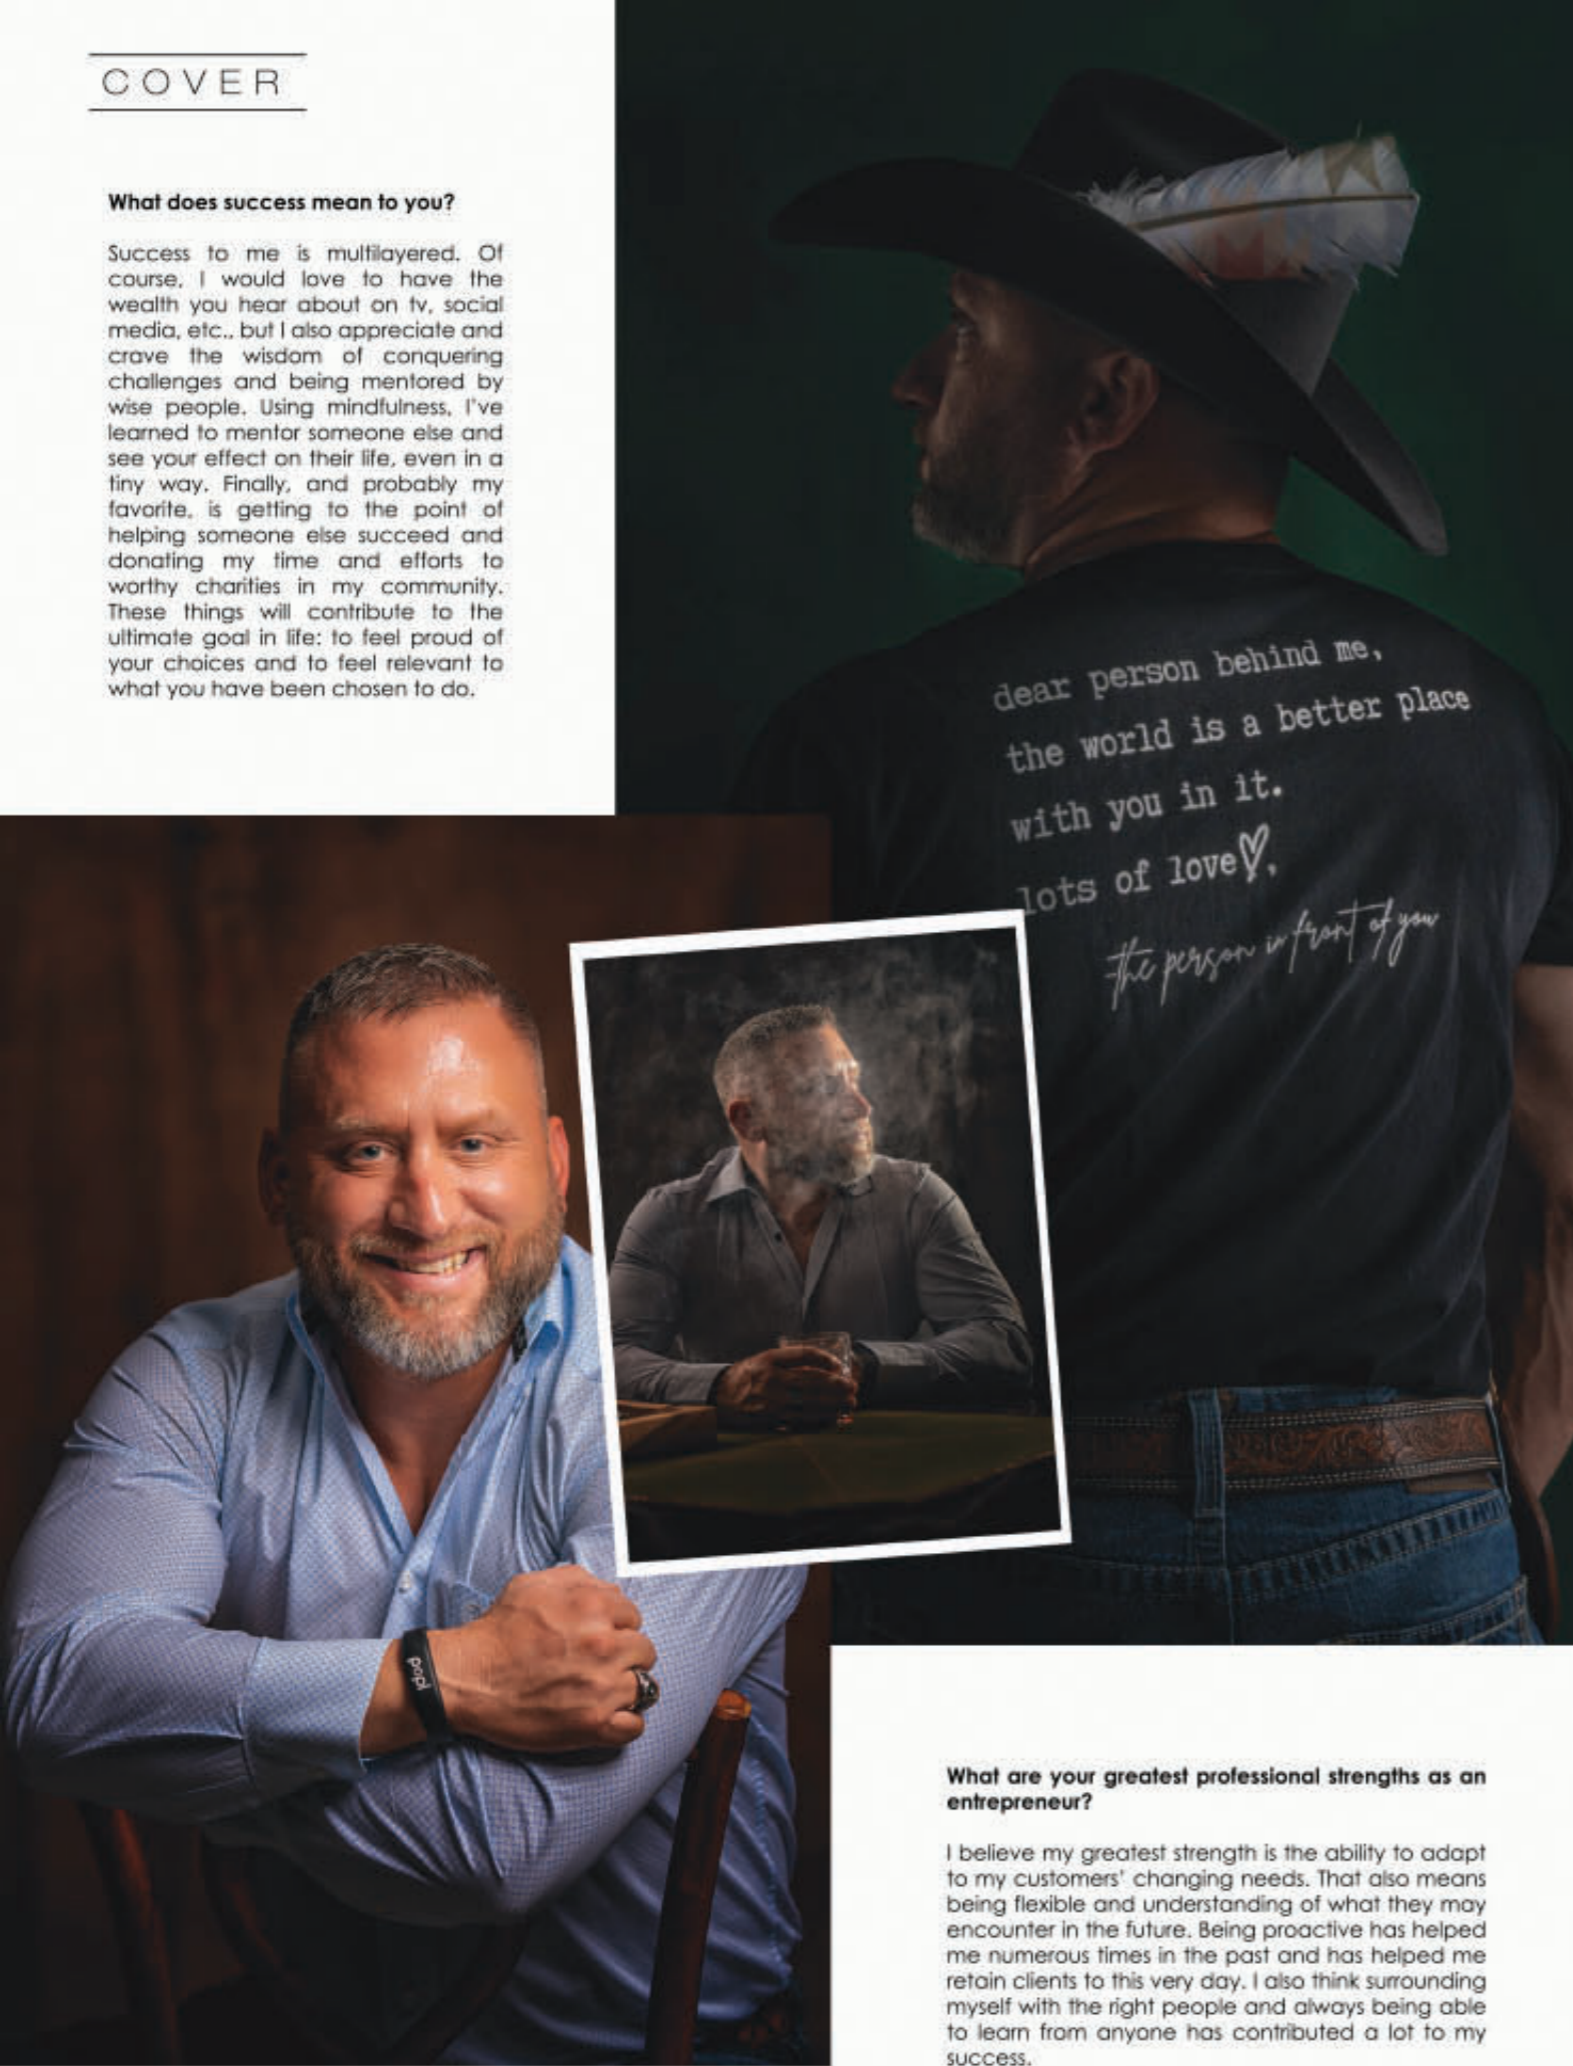 COVER
What does success mean to you?
Success to me is multilayered. Of
course, I would love to have the
wealth you hear about on tv, social
media, etc., but I also appreciate and
crave the wisdom of conquering
challenges and being mentored by
wise people. Using mindfulness, I've
learned to mentor someone else and
see your effect on their life, even in a
tiny way. Finally, and probably my
favorite, is getting to the point of
helping someone else succeed and
donating my time and efforts to
worthy charities in my community.
These things will contribute to the
ultimate goal in life: to feel proud of
your choices and to feel relevant to
what you have been chosen to do.
dear person behind me,
the world is a better place
with you in it.
lots of love♡,
the person in front of you
popl
What are your greatest professional strengths as an
entrepreneur?
I believe my greatest strength is the ability to adapt
to my customers' changing needs. That also means
being flexible and understanding of what they may
encounter in the future. Being proactive has helped
me numerous times in the past and has helped me
retain clients to this very day. I also think surrounding
myself with the right people and always being able
to learn from anyone has contributed a lot to my
success.